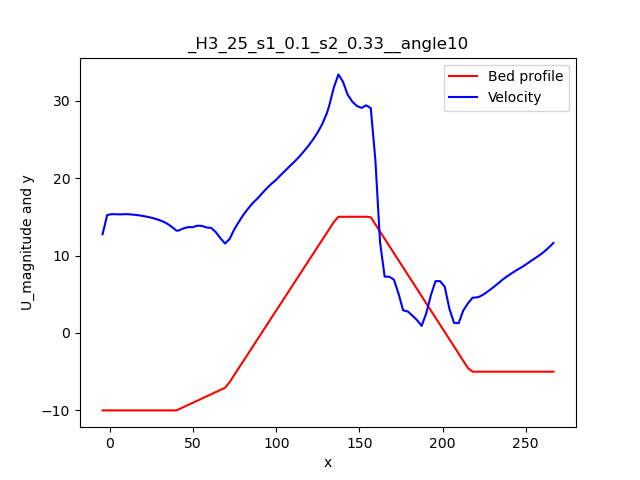 _H3_25_s1_0.1_s2_0.33__angle10
Bed profile
Velocity
U_magnitude and y
30
20
10
0
−10
0
50
100
150
200
250
x